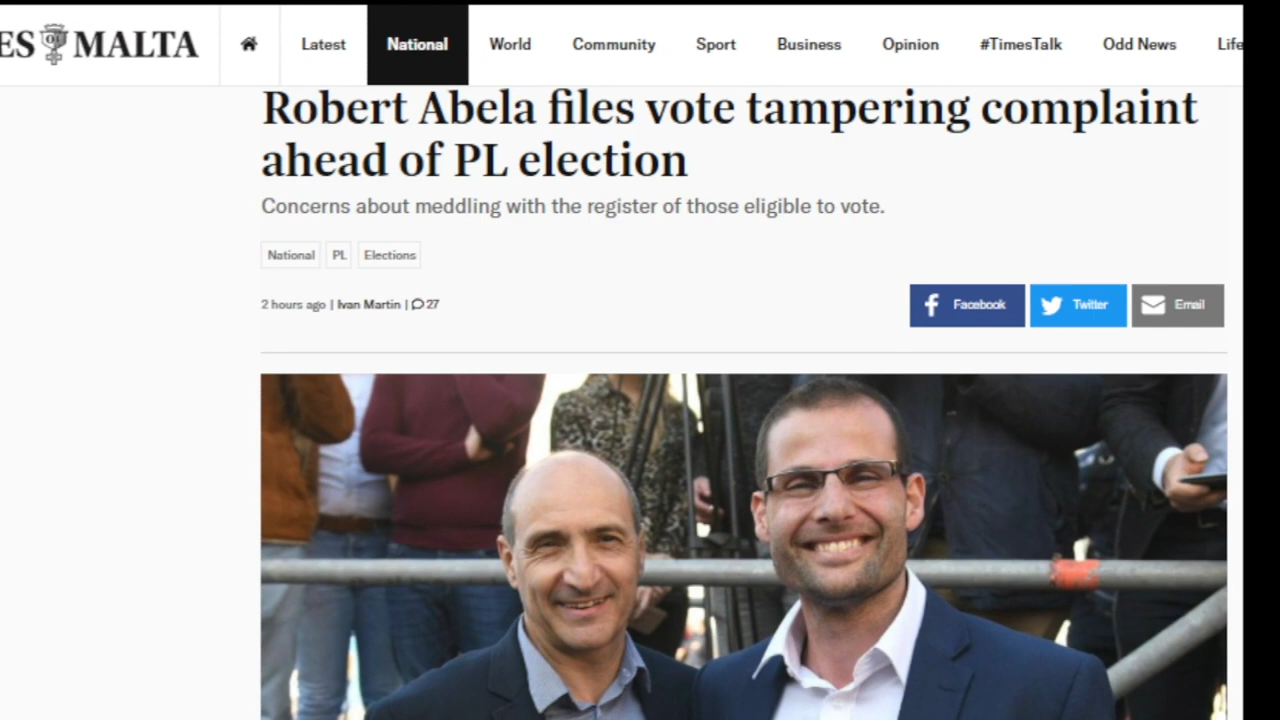 ES OF MALTA
Latest
National
World
Community
Sport
Business
Opinion
#TimesTalk
Odd News
Life
Robert Abela files vote tampering complaint
ahead of PL election
Concerns about meddling with the register of those eligible to vote.
National
PL
Elections
2 hours ago | Ivan Martin | 27
Facebook
Twitter
Email